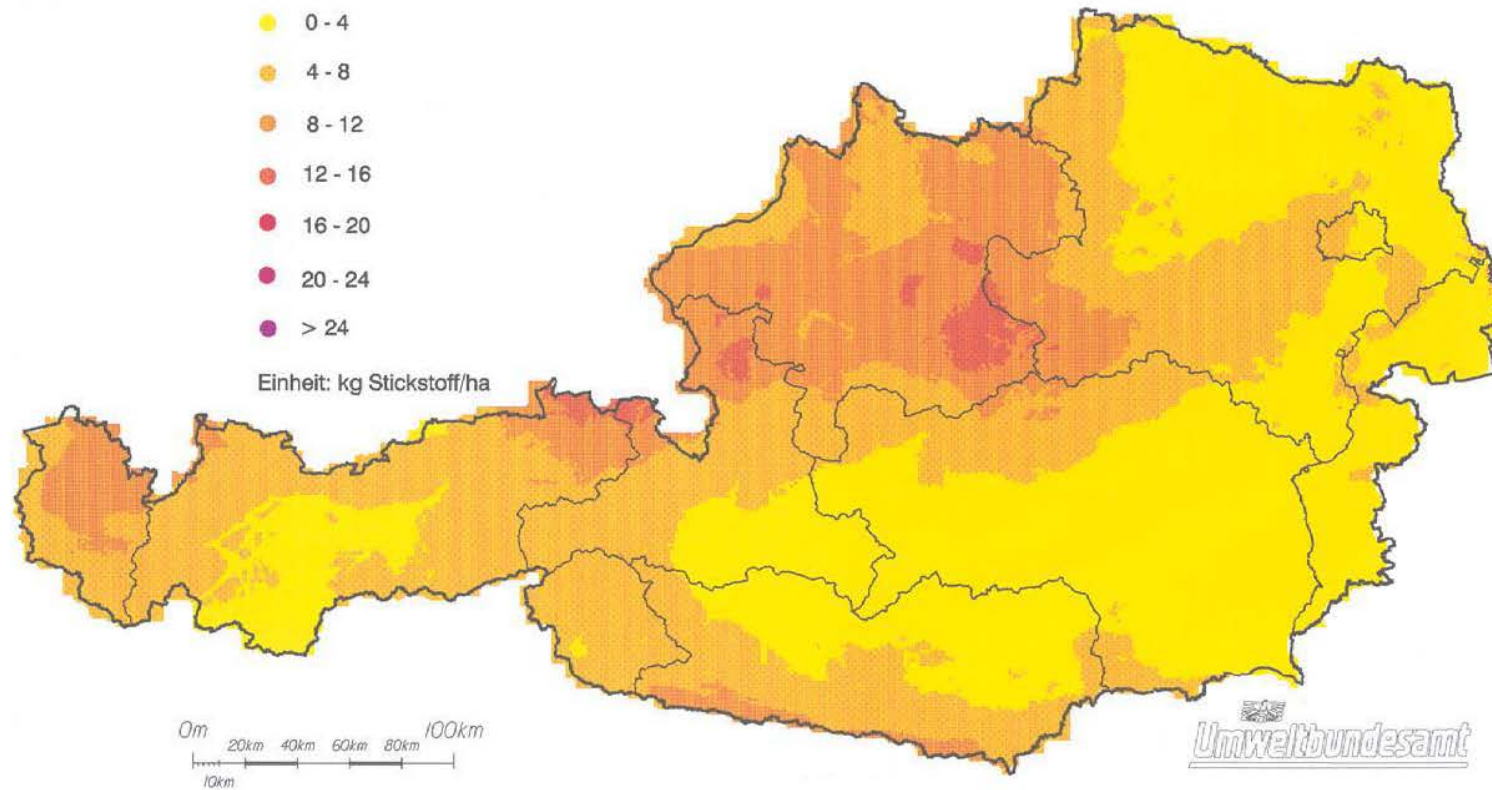 0 - 4
4 - 8
8 - 12
12 - 16
16 - 20
20 - 24
> 24
Einheit: kg Stickstoff/ha
0m 20km 40km 60km 80km 100km
10km
Umweltbundesamt